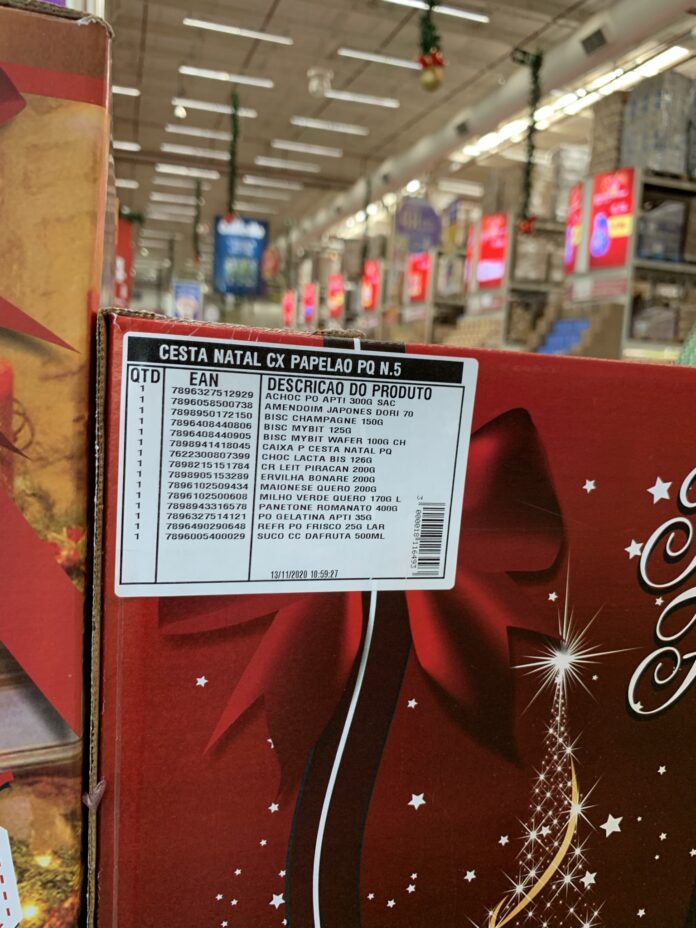 CESTA NATAL CX PAPELAO PQ N.5
QTD EAN DESCRICAO DO PRODUTO
1 7896327512929 ACHOC PO APTI 300G SAC
1 7896058500738 AMENDOIM JAPONES DORI 70
1 7898950172150 BISC CHAMPAGNE 150G
1 7896408440806 BISC MYBIT 125G
1 7896408440905 BISC MYBIT WAFER 100G CH
1 7898941418045 CAIXA P CESTA NATAL PQ
1 7622300807399 CHOC LACTA BIS 126G
1 7898215151784 CR LEIT PIRACAN 200G
1 7898905153289 ERVILHA BONARE 200G
1 7896102509434 MAIONESE QUERO 200G
1 7896102500608 MILHO VERDE QUERO 170G L
1 7898943316578 PANETONE ROMANATO 400G
1 7896327514121 PO GELATINA APTI 35G
1 7896490290648 REFR PO FRISCO 25G LAR
1 7896005400029 SUCO CC DAFRUTA 500ML
13/11/2020 10:59:27